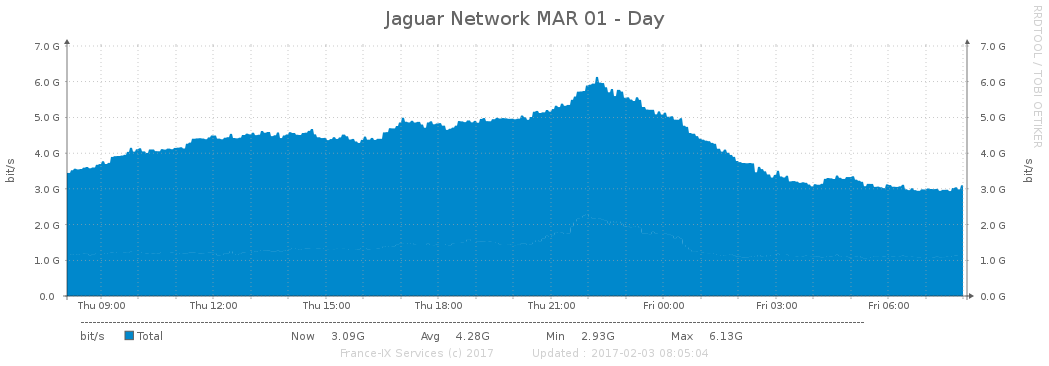 Jaguar Network MAR 01 - Day
RRDTOOL / TOBI OETIKER
bit/s
7.0 G
6.0 G
5.0 G
4.0 G
3.0 G
2.0 G
1.0 G
0.0
7.0 G
6.0 G
5.0 G
4.0 G
3.0 G
2.0 G
1.0 G
0.0 G
bit/s
Thu 09:00 Thu 12:00 Thu 15:00 Thu 18:00 Thu 21:00 Fri 00:00 Fri 03:00 Fri 06:00
bit/s Total Now 3.09G Avg 4.28G Min 2.93G Max 6.13G
France-IX Services (c) 2017 Updated : 2017-02-03 08:05:04